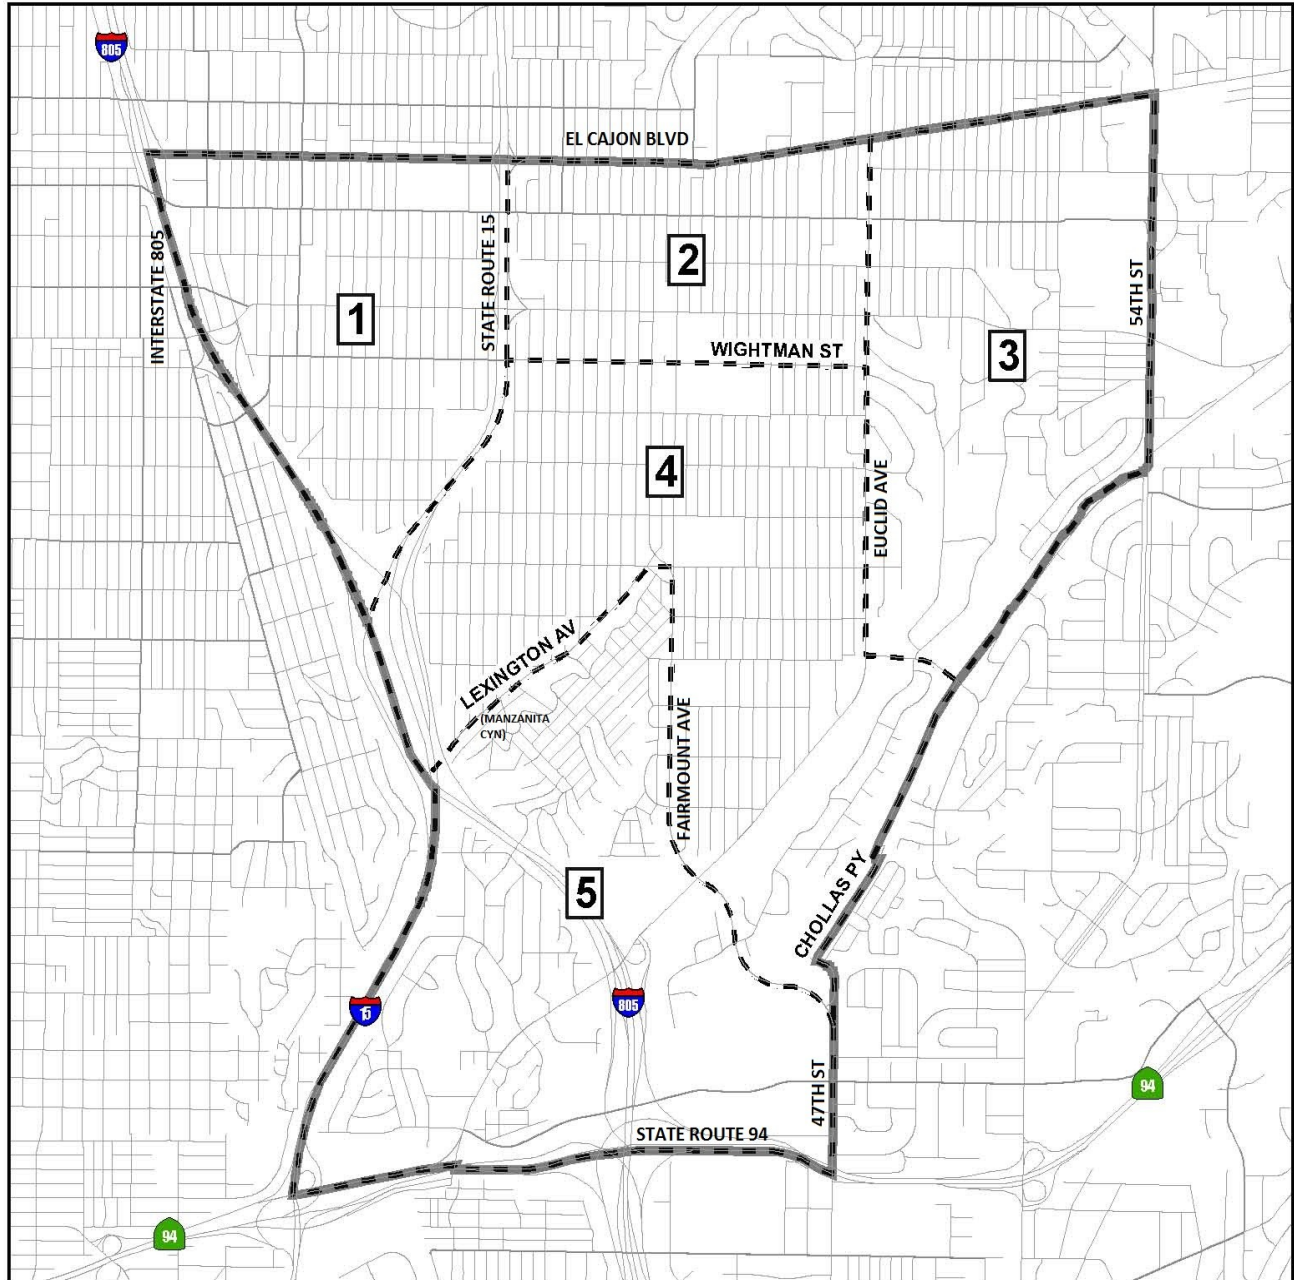 805
EL CAJON BLVD
INTERSTATE 805
STATE ROUTE 15
1
2
3
54TH ST
WIGHTMAN ST
4
EUCLID AVE
LEXINGTON AV
(MANZANITA
CYN)
FAIRMOUNT AVE
5
CHOLLAS PY
15
805
47TH ST
94
STATE ROUTE 94
94